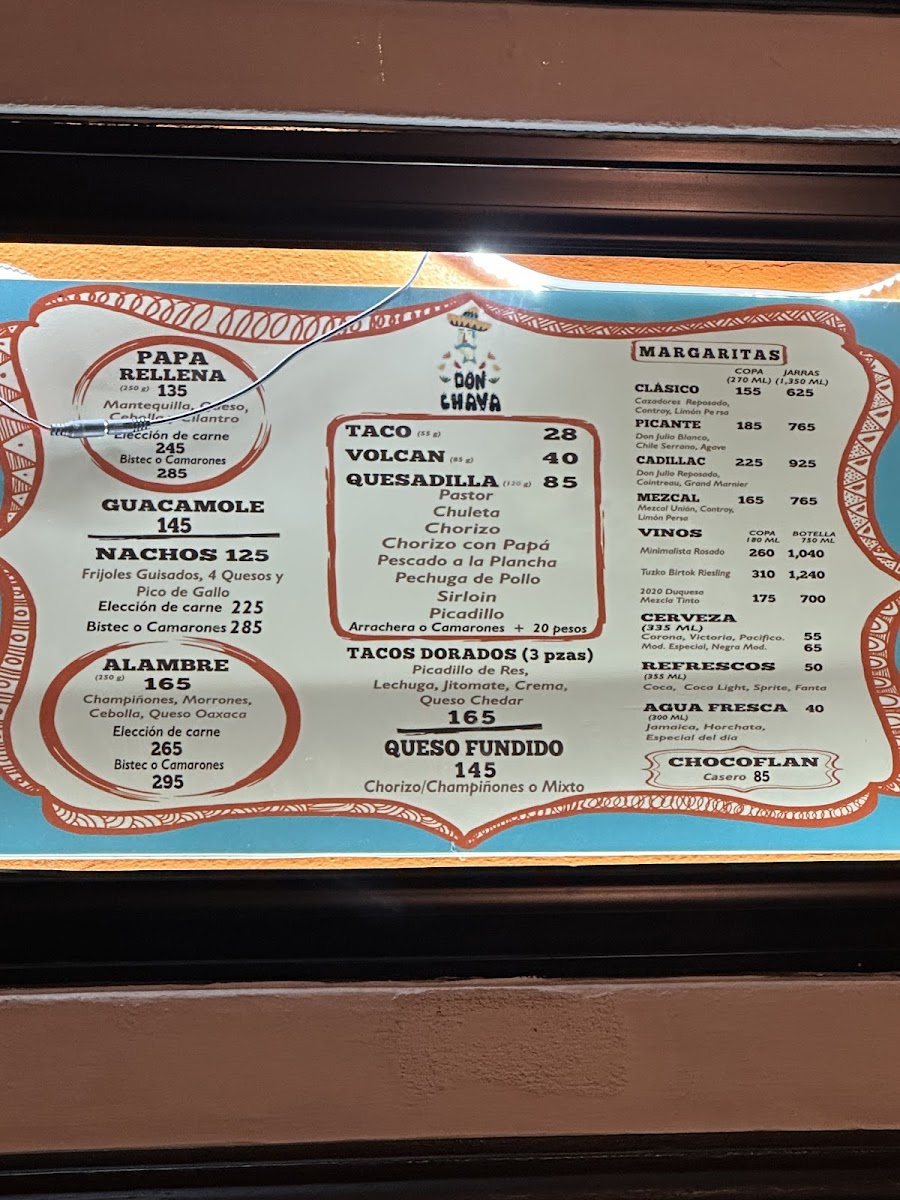 PAPA
RELLENA
(250 g) 135
Mantequilla, Queso,
Cebolla y Cilantro
Elección de carne
245
Bistec o Camarones
285
GUACAMOLE
145
NACHOS 125
Frijoles Guisados, 4 Quesos y
Pico de Gallo
Elección de carne 225
Bistec o Camarones 285
ALAMBRE
(250 g) 165
Champiñones, Morrones,
Cebolla, Queso Oaxaca
Elección de carne
265
Bistec o Camarones
295
DON
CHAVA
TACO (55 g) 28
VOLCAN (85 g) 40
QUESADILLA (120 g) 85
Pastor
Chuleta
Chorizo
Chorizo con Papá
Pescado a la Plancha
Pechuga de Pollo
Sirloin
Picadillo
Arrachera o Camarones + 20 pesos
TACOS DORADOS (3 pzas)
Picadillo de Res,
Lechuga, Jitomate, Crema,
Queso Chedar
165
QUESO FUNDIDO
145
Chorizo/Champiñones o Mixto
MARGARITAS
COPA JARRAS
(270 ML) (1,350 ML)
CLÁSICO 155 625
Cazadores Reposado,
Controy, Limón Persa
PICANTE 185 765
Don Julio Blanco,
Chile Serrano, Agave
CADILLAC 225 925
Don Julio Reposado,
Cointreau, Grand Marnier
MEZCAL 165 765
Mezcal Unión, Controy,
Limón Persa
VINOS COPA BOTELLA
180 ML 750 ML
Minimalista Rosado 260 1,040
Tuzko Birtok Riesling 310 1,240
2020 Duquesa
Mezcla Tinto 175 700
CERVEZA
(335 ML)
Corona, Victoria, Pacifico. 55
Mod. Especial, Negra Mod. 65
REFRESCOS 50
(355 ML)
Coca, Coca Light, Sprite, Fanta
AGUA FRESCA 40
(300 ML)
Jamaica, Horchata,
Especial del día
CHOCOFLAN
Casero 85